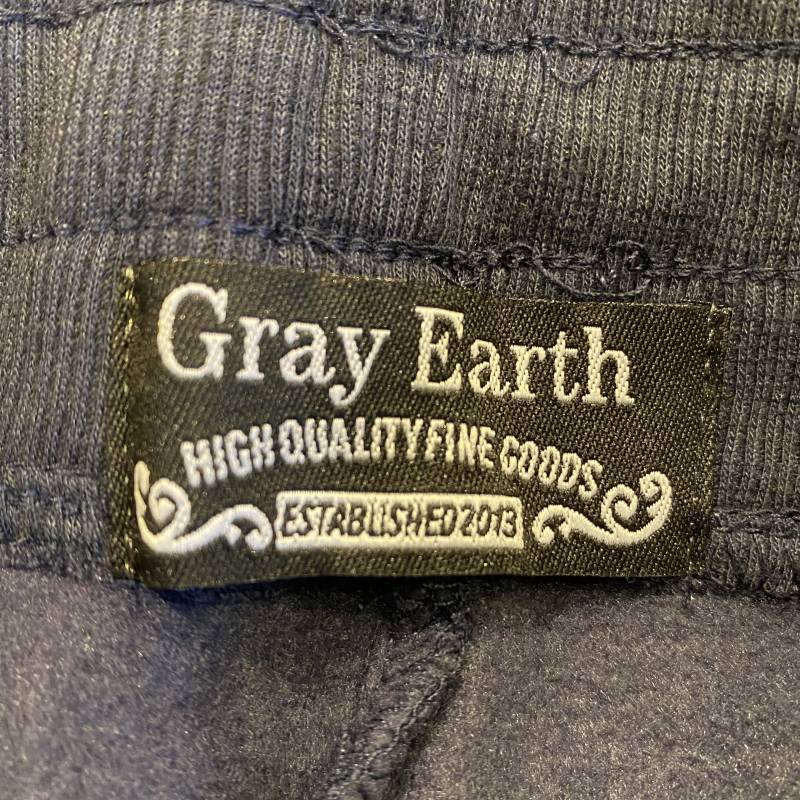 Gray Earth
HIGH QUALITY FINE GOODS
ESTABLISHED 2013